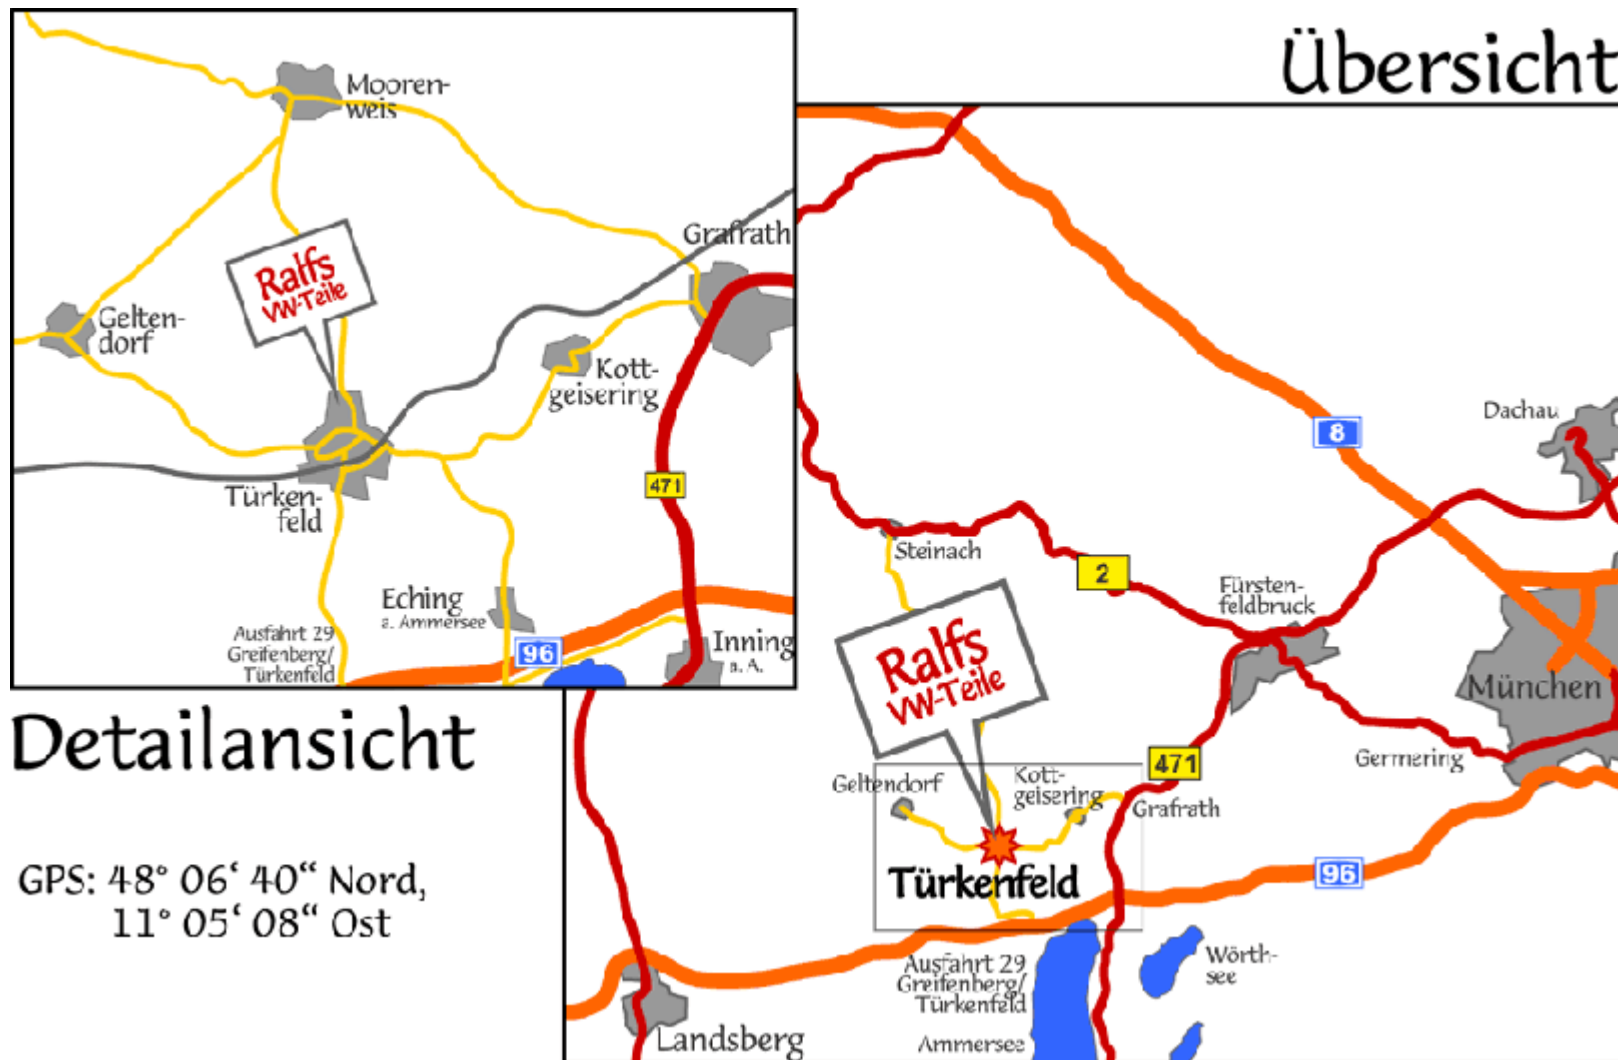 Übersicht
Mooren-
weis
Grafrath
Ralfs
VW-Teile
Gelten-
dorf
Kott-
geisering
471
Türken-
feld
Eching
a. Ammersee
Ausfahrt 29
Greifenberg/
Türkenfeld
96
Inning
a. A.
Detailansicht
GPS: 48° 06‘ 40“ Nord,
11° 05‘ 08“ Ost
8
Dachau
Steinach
2
Fürsten-
feldbruck
Ralfs
VW-Teile
München
Germering
471
Geltendorf
Kott-
geisering
Grafrath
Türkenfeld
96
Ausfahrt 29
Greifenberg/
Türkenfeld
Wörth-
see
Landsberg
Ammersee